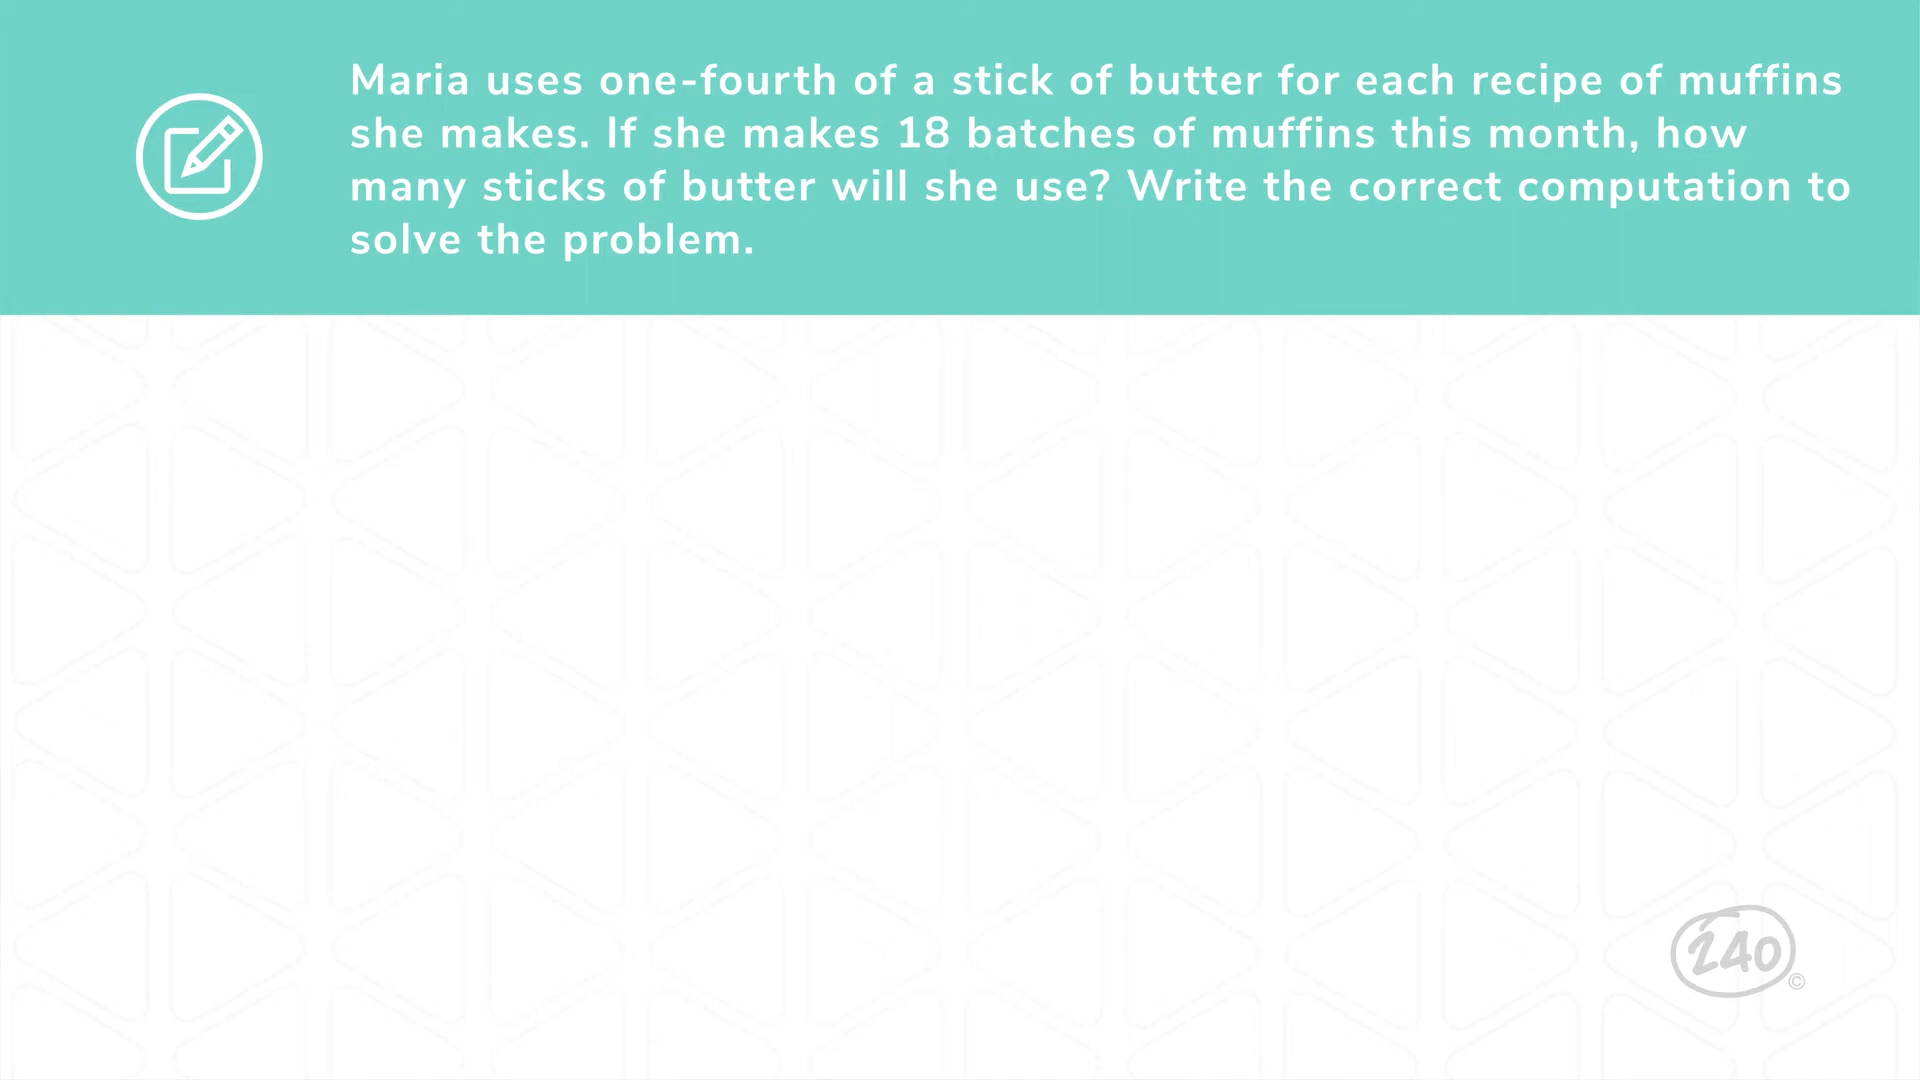 Maria uses one-fourth of a stick of butter for each recipe of muffins
she makes. If she makes 18 batches of muffins this month, how
many sticks of butter will she use? Write the correct computation to
solve the problem.
240
©